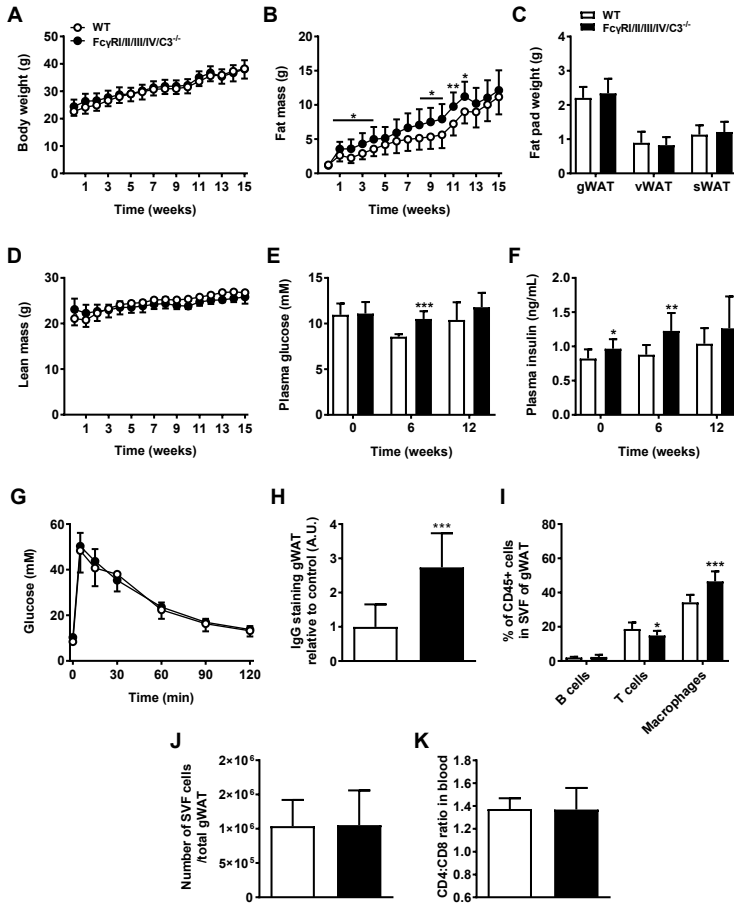 A
WT
FcγRI/II/III/IV/C3-/-
Body weight (g)
50
40
30
20
10
0
1 3 5 7 9 11 13 15
Time (weeks)
B
Fat mass (g)
20
15
10
5
0
* * ** *
1 3 5 7 9 11 13 15
Time (weeks)
C
WT
FcγRI/II/III/IV/C3-/-
Fat pad weight (g)
4
3
2
1
0
gWAT vWAT sWAT
D
Lean mass (g)
30
20
10
0
1 3 5 7 9 11 13 15
Time (weeks)
E
Plasma glucose (mM)
15
10
5
0
***
0 6 12
Time (weeks)
F
Plasma insulin (ng/mL)
2.0
1.5
1.0
0.5
0.0
* **
0 6 12
Time (weeks)
G
Glucose (mM)
60
40
20
0
0 30 60 90 120
Time (min)
H
IgG staining gWAT
relative to control (A.U.)
5
4
3
2
1
0
***
I
% of CD45+ cells
in SVF of gWAT
80
60
40
20
0
* ***
B cells
T cells
Macrophages
J
Number of SVF cells
/total gWAT
2×10⁶
2×10⁶
1×10⁶
5×10⁵
0
K
CD4:CD8 ratio in blood
1.8
1.6
1.4
1.2
1.0
0.8
0.6